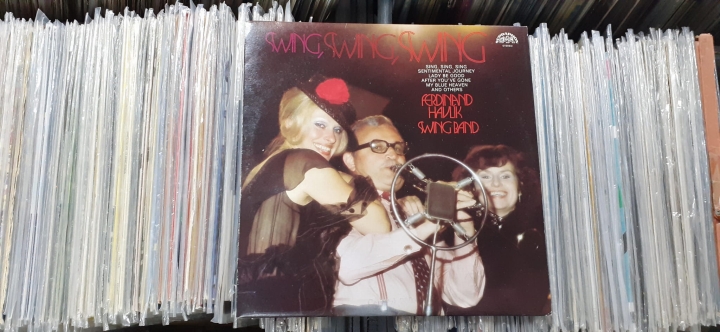 SWING, SWING, SWING
SING, SING, SING
SENTIMENTAL JOURNEY
LADY BE GOOD
AFTER YOU'VE GONE
MY BLUE HEAVEN
AND OTHERS
FERDINAND
HAVLÍK
SWING BAND